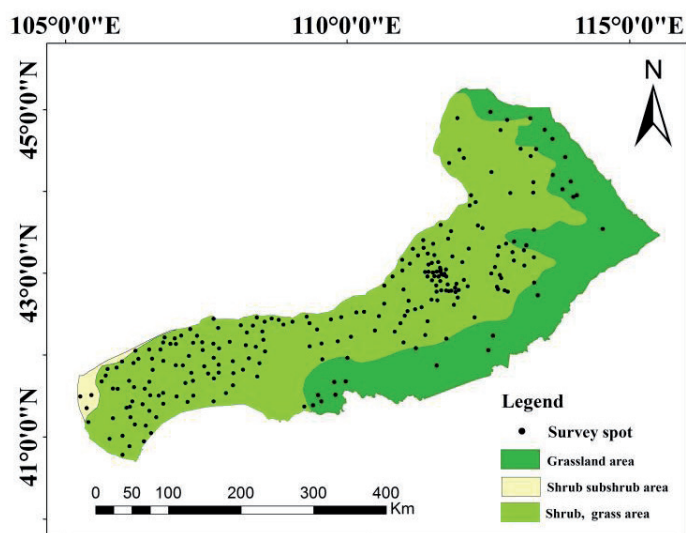 105°0'0"E 110°0'0"E 115°0'0"E
N
45°0'0"N
43°0'0"N
41°0'0"N
Legend
Survey spot
Grassland area
Shrub subshrub area
Shrub, grass area
0 50 100 200 300 400
Km